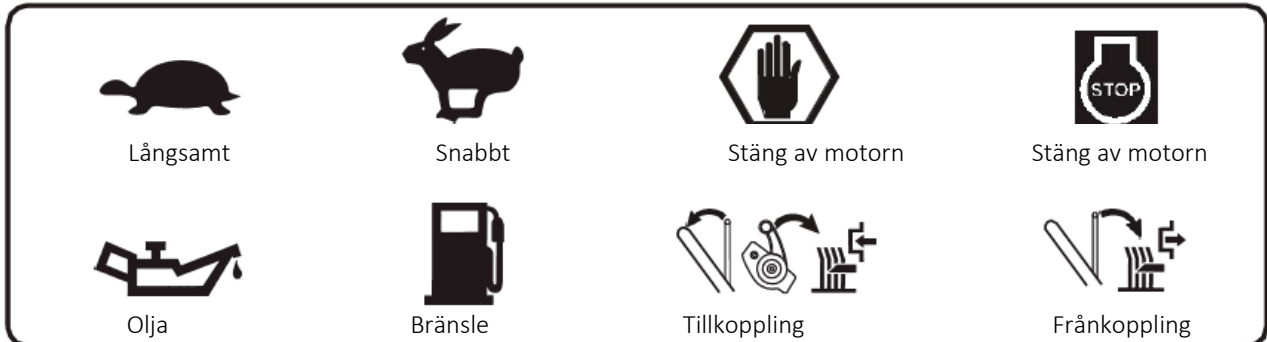 STOP
Långsamt
Snabbt
Stäng av motorn
Stäng av motorn
Olja
Bränsle
Tillkoppling
Frånkoppling